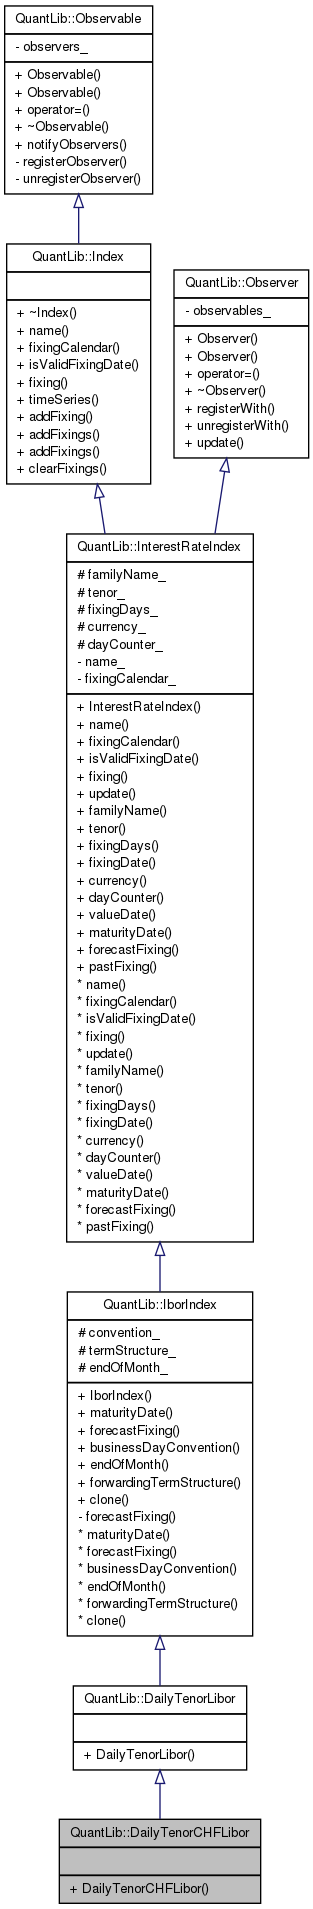 QuantLib::Observable
- observers_
+ Observable()
+ Observable()
+ operator=()
+ ~Observable()
+ notifyObservers()
- registerObserver()
- unregisterObserver()
QuantLib::Index
+ ~Index()
+ name()
+ fixingCalendar()
+ isValidFixingDate()
+ fixing()
+ timeSeries()
+ addFixing()
+ addFixings()
+ addFixings()
+ clearFixings()
QuantLib::Observer
- observables_
+ Observer()
+ Observer()
+ operator=()
+ ~Observer()
+ registerWith()
+ unregisterWith()
+ update()
QuantLib::InterestRateIndex
# familyName_
# tenor_
# fixingDays_
# currency_
# dayCounter_
- name_
- fixingCalendar_
+ InterestRateIndex()
+ name()
+ fixingCalendar()
+ isValidFixingDate()
+ fixing()
+ update()
+ familyName()
+ tenor()
+ fixingDays()
+ fixingDate()
+ currency()
+ dayCounter()
+ valueDate()
+ maturityDate()
+ forecastFixing()
+ pastFixing()
* name()
* fixingCalendar()
* isValidFixingDate()
* fixing()
* update()
* familyName()
* tenor()
* fixingDays()
* fixingDate()
* currency()
* dayCounter()
* valueDate()
* maturityDate()
* forecastFixing()
* pastFixing()
QuantLib::IborIndex
# convention_
# termStructure_
# endOfMonth_
+ IborIndex()
+ maturityDate()
+ forecastFixing()
+ businessDayConvention()
+ endOfMonth()
+ forwardingTermStructure()
+ clone()
- forecastFixing()
* maturityDate()
* forecastFixing()
* businessDayConvention()
* endOfMonth()
* forwardingTermStructure()
* clone()
QuantLib::DailyTenorLibor
+ DailyTenorLibor()
QuantLib::DailyTenorCHFLibor
+ DailyTenorCHFLibor()